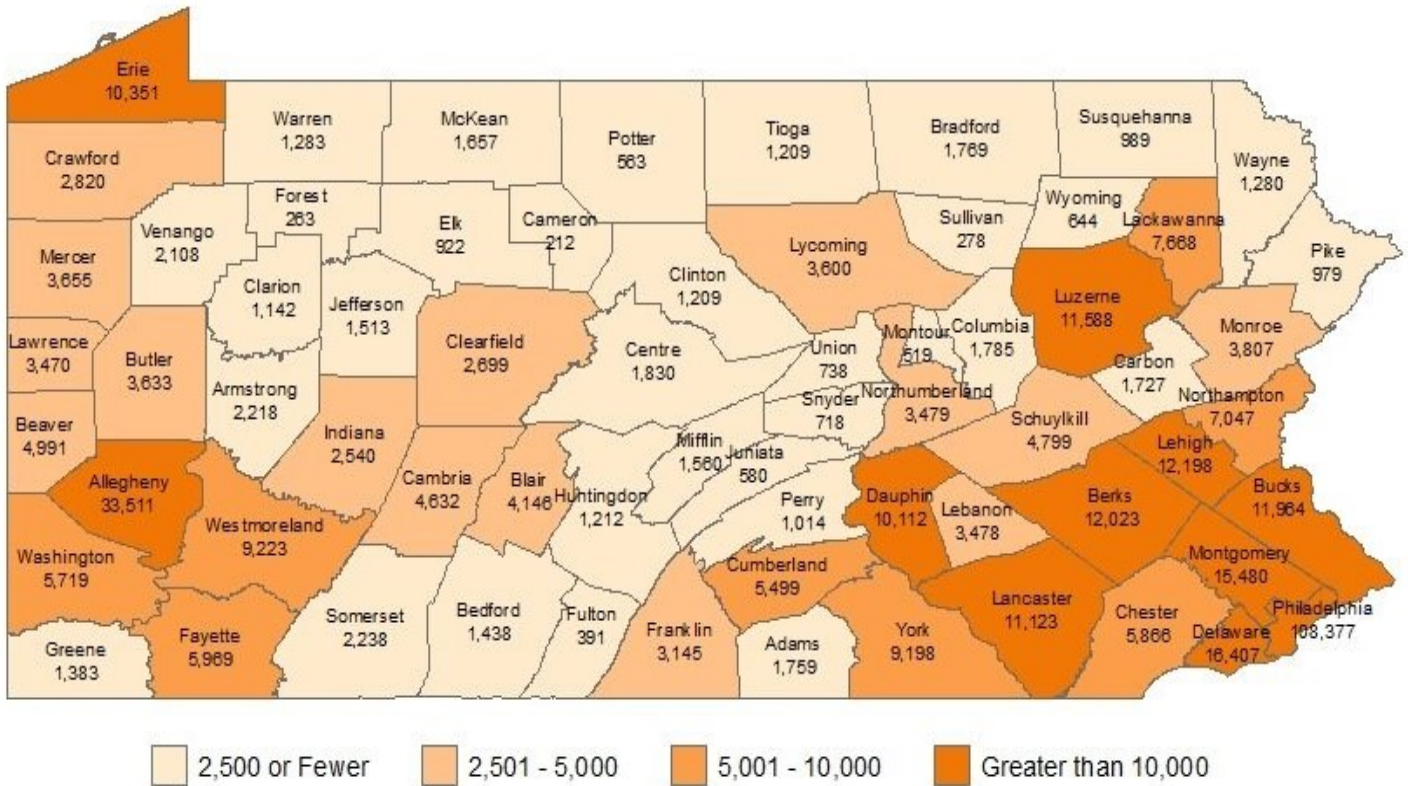 Erie
10,351
Warren
1,283
McKean
1,657
Potter
563
Tioga
1,209
Bradford
1,769
Susquehanna
989
Wayne
1,280
Crawford
2,820
Forest
263
Elk
922
Cameron
212
Wyoming
644
Lackawanna
7,668
Sullivan
278
Lycoming
3,600
Venango
2,108
Mercer
3,655
Clarion
1,142
Jefferson
1,513
Clinton
1,209
Pike
979
Luzerne
11,588
Lawrence
3,470
Butler
3,633
Clearfield
2,699
Centre
1,830
Union
738
Montour
519
Columbia
1,785
Monroe
3,807
Carbon
1,727
Armstrong
2,218
Snyder
718
Northumberland
3,479
Northampton
7,047
Beaver
4,991
Indiana
2,540
Schuylkill
4,799
Mifflin
1,560
Juniata
580
Lehigh
12,198
Allegheny
33,511
Cambria
4,632
Blair
4,146
Huntingdon
1,212
Perry
1,014
Dauphin
10,112
Lebanon
3,478
Berks
12,023
Bucks
11,964
Westmoreland
9,223
Washington
5,719
Cumberland
5,499
Montgomery
15,480
Somerset
2,238
Bedford
1,438
Fulton
391
Franklin
3,145
Adams
1,759
York
9,198
Lancaster
11,123
Chester
5,866
Delaware
16,407
Philadelphia
108,377
Greene
1,383
Fayette
5,969
2,500 or Fewer
2,501 - 5,000
5,001 - 10,000
Greater than 10,000